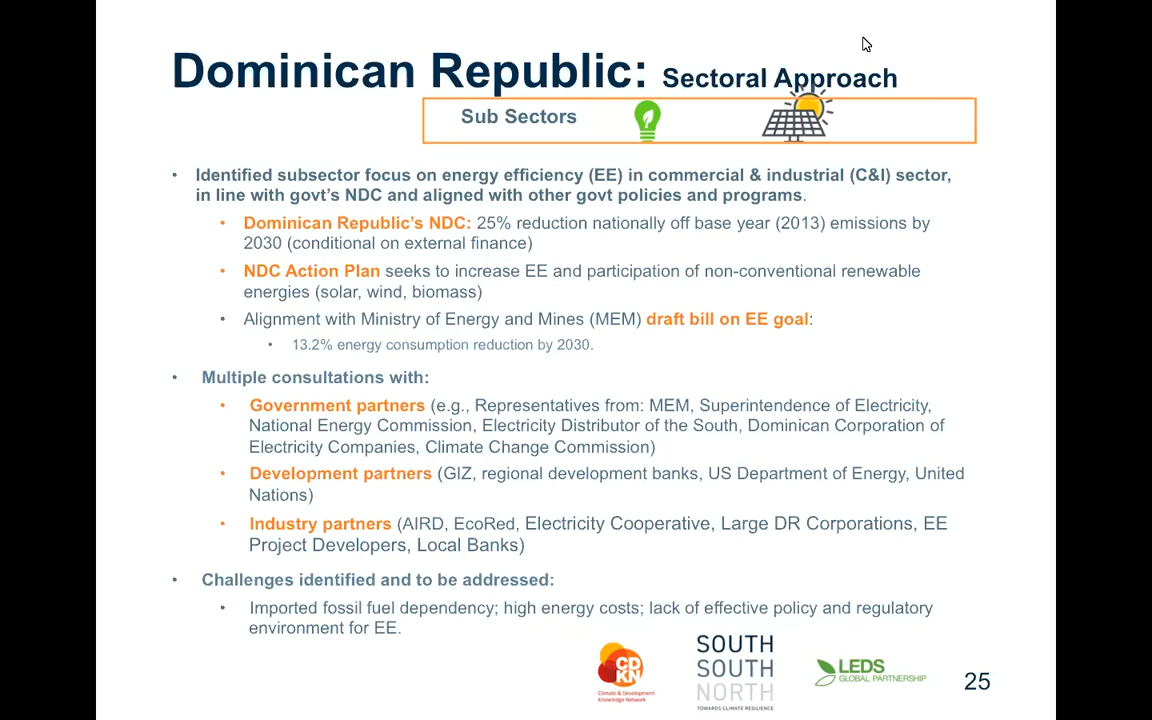 Dominican Republic: Sectoral Approach
Sub Sectors
• Identified subsector focus on energy efficiency (EE) in commercial & industrial (C&I) sector,
in line with govt's NDC and aligned with other govt policies and programs.
• Dominican Republic's NDC: 25% reduction nationally off base year (2013) emissions by
2030 (conditional on external finance)
• NDC Action Plan seeks to increase EE and participation of non-conventional renewable
energies (solar, wind, biomass)
• Alignment with Ministry of Energy and Mines (MEM) draft bill on EE goal:
• 13.2% energy consumption reduction by 2030.
• Multiple consultations with:
• Government partners (e.g., Representatives from: MEM, Superintendence of Electricity,
National Energy Commission, Electricity Distributor of the South, Dominican Corporation of
Electricity Companies, Climate Change Commission)
• Development partners (GIZ, regional development banks, US Department of Energy, United
Nations)
• Industry partners (AIRD, EcoRed, Electricity Cooperative, Large DR Corporations, EE
Project Developers, Local Banks)
• Challenges identified and to be addressed:
• Imported fossil fuel dependency; high energy costs; lack of effective policy and regulatory
environment for EE.
CD
KN
Climate & Development
Knowledge Network
SOUTH
SOUTH
NORTH
TOWARDS CLIMATE RESILIENCE
LEDS
GLOBAL PARTNERSHIP
25